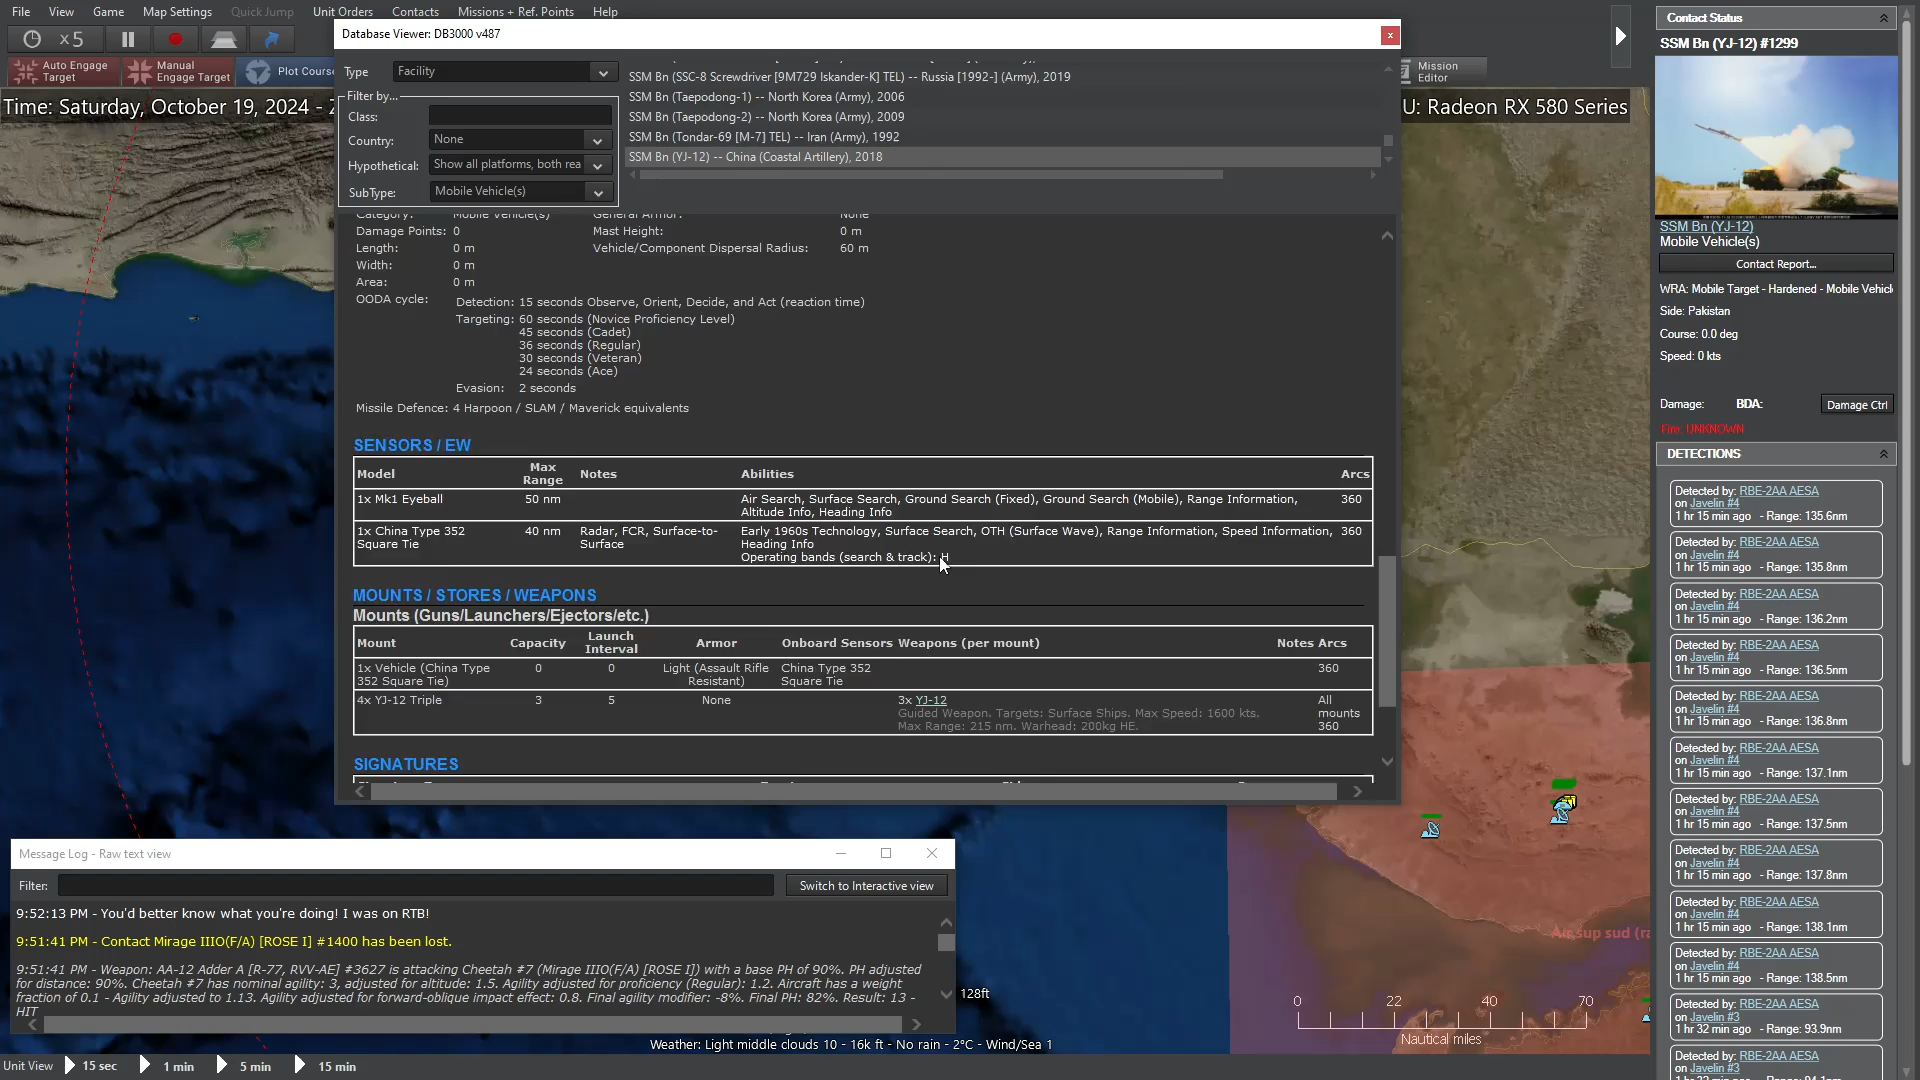 File Game View Map Settings Quick Jump Unit Orders Contacts Missions + Ref. Points Help
x5
Auto Engage
Target
Manual
Engage Target
Plot Course
Mission
Editor
Time: Saturday, October 19, 2024 -
U: Radeon RX 580 Series
Database Viewer: DB3000 v487
Type Facility
Filter by...
Class:
Country: None
Hypothetical: Show all platforms, both rea
SubType: Mobile Vehicle(s)
SSM Bn (SSC-8 Screwdriver [9M729 Iskander-K] TEL) -- Russia [1992-] (Army), 2019
SSM Bn (Taepodong-1) -- North Korea (Army), 2006
SSM Bn (Taepodong-2) -- North Korea (Army), 2009
SSM Bn (Tondar-69 [M-7] TEL) -- Iran (Army), 1992
SSM Bn (YJ-12) -- China (Coastal Artillery), 2018
Category: Mobile Vehicle(s) General Armor: None
Damage Points: 0 Mast Height: 0 m
Length: 0 m Vehicle/Component Dispersal Radius: 60 m
Width: 0 m
Area: 0 m
OODA cycle: Detection: 15 seconds Observe, Orient, Decide, and Act (reaction time)
Targeting: 60 seconds (Novice Proficiency Level)
45 seconds (Cadet)
36 seconds (Regular)
30 seconds (Veteran)
24 seconds (Ace)
Evasion: 2 seconds
Missile Defence: 4 Harpoon / SLAM / Maverick equivalents
SENSORS / EW
Model Max Range Notes Abilities Arcs
1x Mk1 Eyeball 50 nm Air Search, Surface Search, Ground Search (Fixed), Ground Search (Mobile), Range Information, 360
Altitude Info, Heading Info
1x China Type 352 40 nm Radar, FCR, Surface-to- Early 1960s Technology, Surface Search, OTH (Surface Wave), Range Information, Speed Information, 360
Square Tie Surface Heading Info
Operating bands (search & track): H
MOUNTS / STORES / WEAPONS
Mounts (Guns/Launchers/Ejectors/etc.)
Mount Capacity Launch Interval Armor Onboard Sensors Weapons (per mount) Notes Arcs
1x Vehicle (China Type 0 0 Light (Assault Rifle China Type 352 360
352 Square Tie) Resistant) Square Tie
4x YJ-12 Triple 3 5 None 3x YJ-12 All
Guided Weapon. Targets: Surface Ships. Max Speed: 1600 kts. mounts
Max Range: 215 nm. Warhead: 200kg HE. 360
SIGNATURES
Message Log - Raw text view
Filter: Switch to Interactive view
9:52:13 PM - You'd better know what you're doing! I was on RTB!
9:51:41 PM - Contact Mirage IIIO(F/A) [ROSE I] #1400 has been lost.
9:51:41 PM - Weapon: AA-12 Adder A [R-77, RVV-AE] #3627 is attacking Cheetah #7 (Mirage IIIO(F/A) [ROSE I]) with a base PH of 90%. PH adjusted
for distance: 90%. Cheetah #7 has nominal agility: 3, adjusted for altitude: 1.5. Agility adjusted for proficiency (Regular): 1.2. Aircraft has a weight
fraction of 0.1 - Agility adjusted to 1.13. Agility adjusted for forward-oblique impact effect: 0.8. Final agility modifier: -8%. Final PH: 82%. Result: 13 -
HIT
128ft
Air sup sud
0 22 40 70
Nautical miles
Weather: Light middle clouds 10 - 16k ft - No rain - 2°C - Wind/Sea 1
Unit View 15 sec 1 min 5 min 15 min
Contact Status
SSM Bn (YJ-12) #1299
SSM Bn (YJ-12)
Mobile Vehicle(s)
Contact Report...
WRA: Mobile Target - Hardened - Mobile Vehicl
Side: Pakistan
Course: 0.0 deg
Speed: 0 kts
Damage: BDA: Damage Ctrl
Fire: UNKNOWN
DETECTIONS
Detected by: RBE-2AA AESA
on Javelin #4
1 hr 15 min ago - Range: 135.6nm
Detected by: RBE-2AA AESA
on Javelin #4
1 hr 15 min ago - Range: 135.8nm
Detected by: RBE-2AA AESA
on Javelin #4
1 hr 15 min ago - Range: 136.2nm
Detected by: RBE-2AA AESA
on Javelin #4
1 hr 15 min ago - Range: 136.5nm
Detected by: RBE-2AA AESA
on Javelin #4
1 hr 15 min ago - Range: 136.8nm
Detected by: RBE-2AA AESA
on Javelin #4
1 hr 15 min ago - Range: 137.1nm
Detected by: RBE-2AA AESA
on Javelin #4
1 hr 15 min ago - Range: 137.5nm
Detected by: RBE-2AA AESA
on Javelin #4
1 hr 15 min ago - Range: 137.8nm
Detected by: RBE-2AA AESA
on Javelin #4
1 hr 15 min ago - Range: 138.1nm
Detected by: RBE-2AA AESA
on Javelin #4
1 hr 15 min ago - Range: 138.5nm
Detected by: RBE-2AA AESA
on Javelin #3
1 hr 32 min ago - Range: 93.9nm
Detected by: RBE-2AA AESA
on Javelin #3